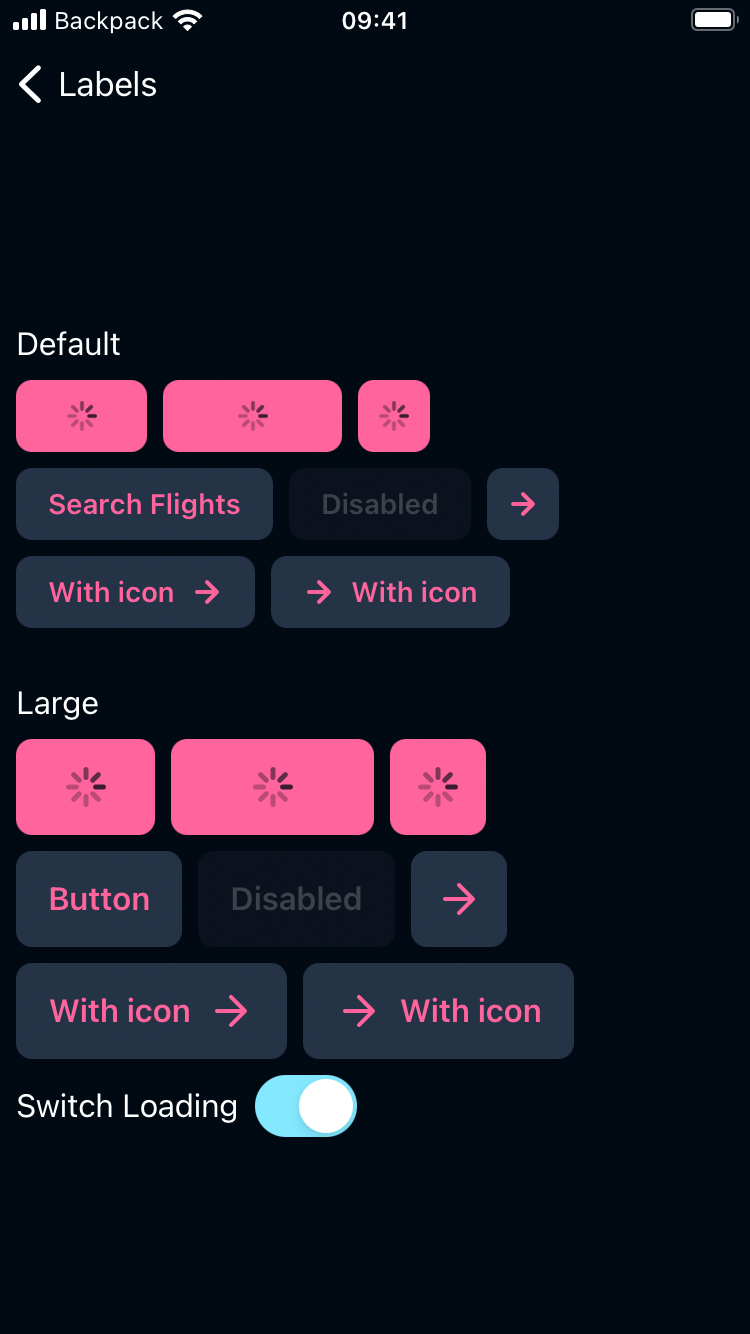 Backpack 09:41
Labels
Default
Search Flights Disabled
With icon With icon
Large
Button Disabled
With icon With icon
Switch Loading